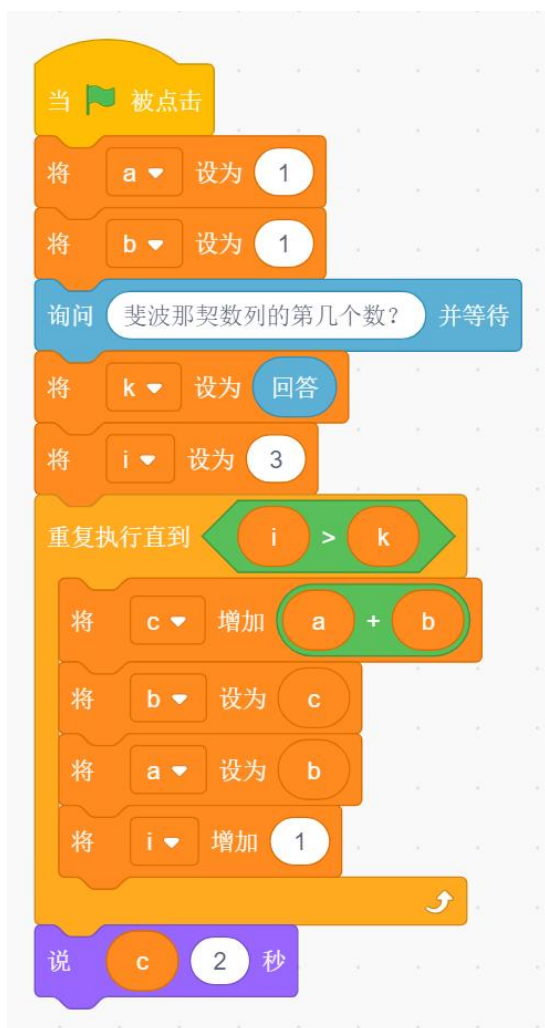 当 被点击
将 a 设为 1
将 b 设为 1
询问 斐波那契数列的第几个数? 并等待
将 k 设为 回答
将 i 设为 3
重复执行直到 i > k
将 c 增加 a + b
将 b 设为 c
将 a 设为 b
将 i 增加 1
说 c 2 秒